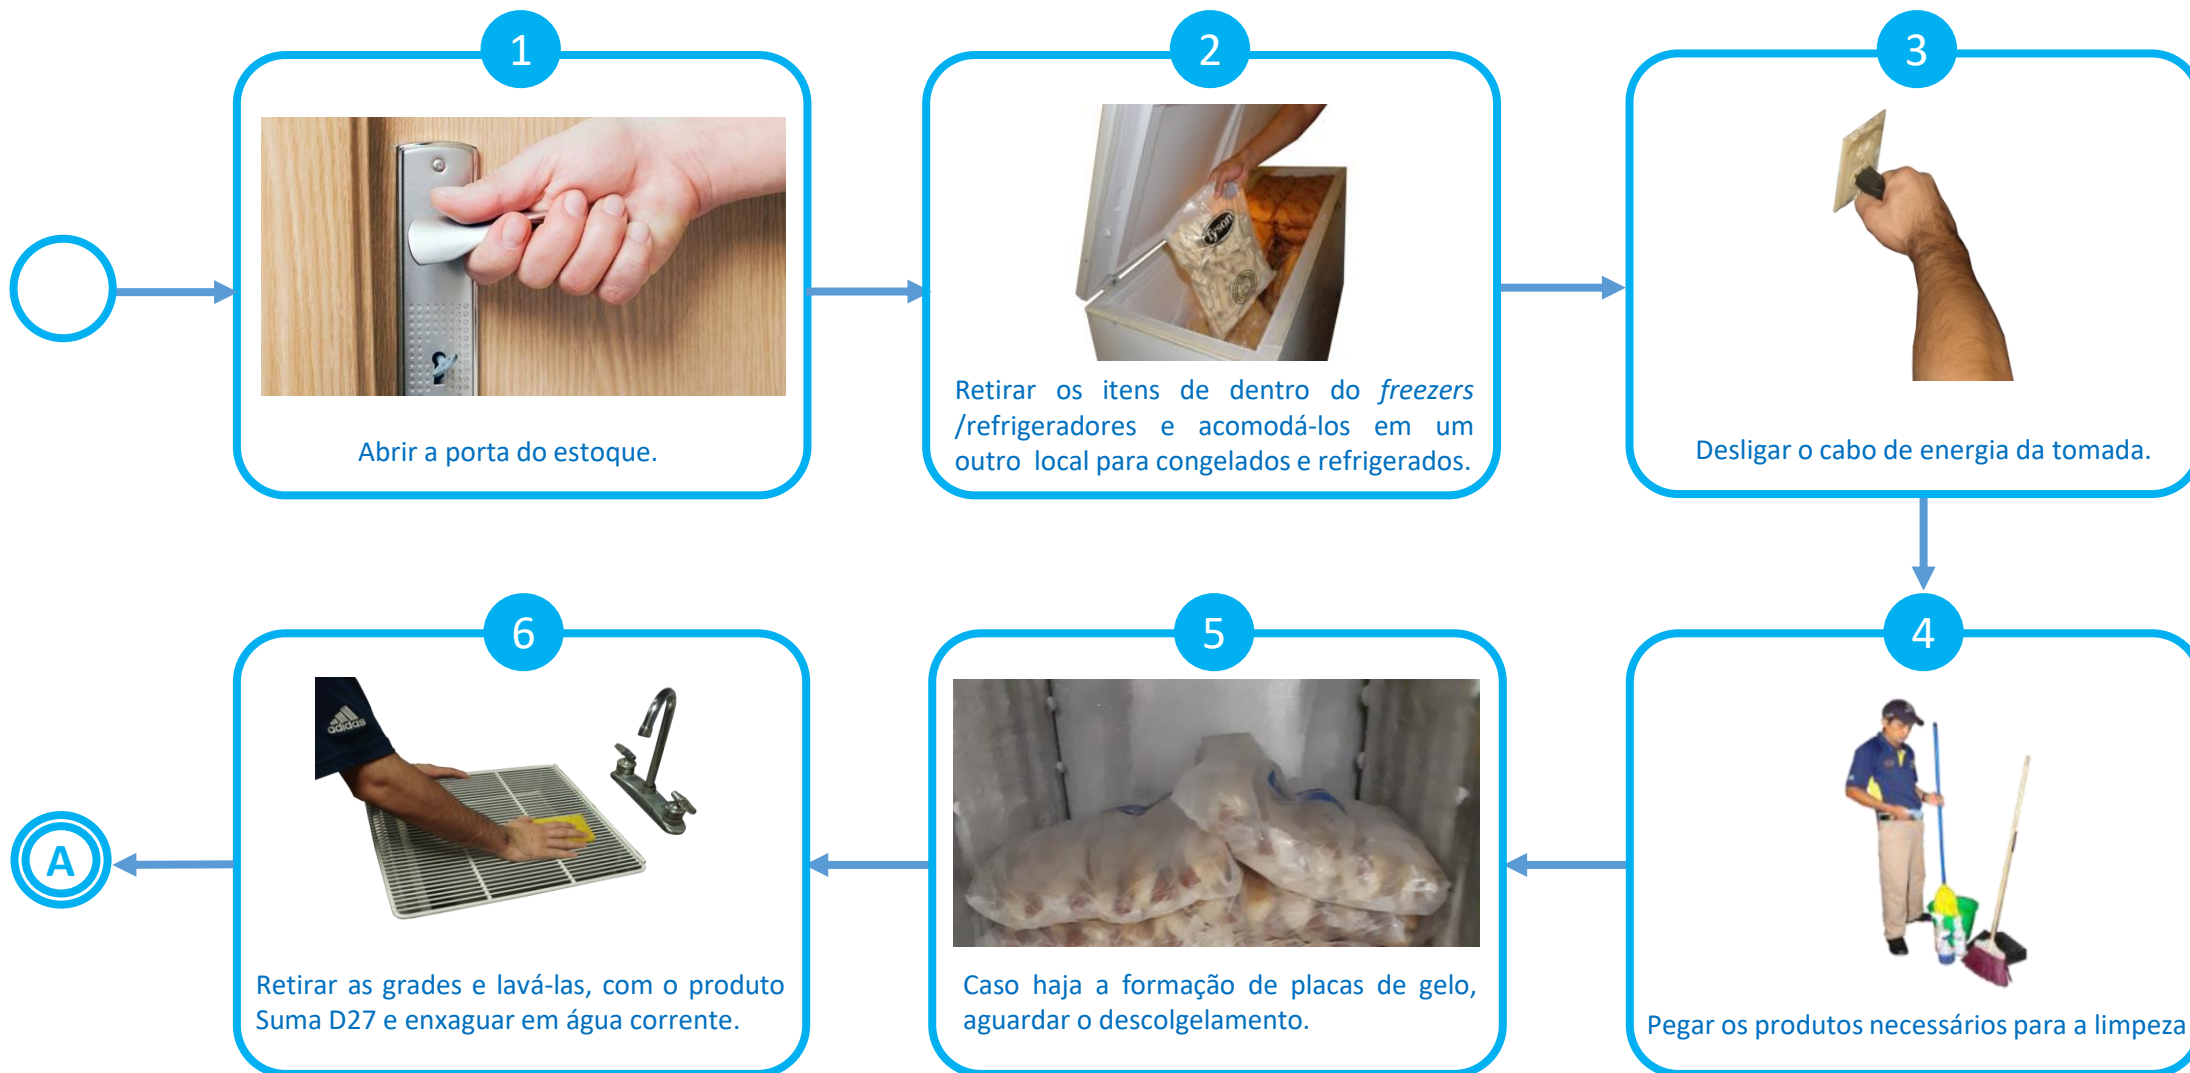 1
2
3
tyson
Abrir a porta do estoque.
Retirar os itens de dentro do freezers
/refrigeradores e acomodá-los em um
outro local para congelados e refrigerados.
Desligar o cabo de energia da tomada.
6
5
4
adidas
A
Retirar as grades e lavá-las, com o produto
Suma D27 e enxaguar em água corrente.
Caso haja a formação de placas de gelo,
aguardar o descolgelamento.
Pegar os produtos necessários para a limpeza